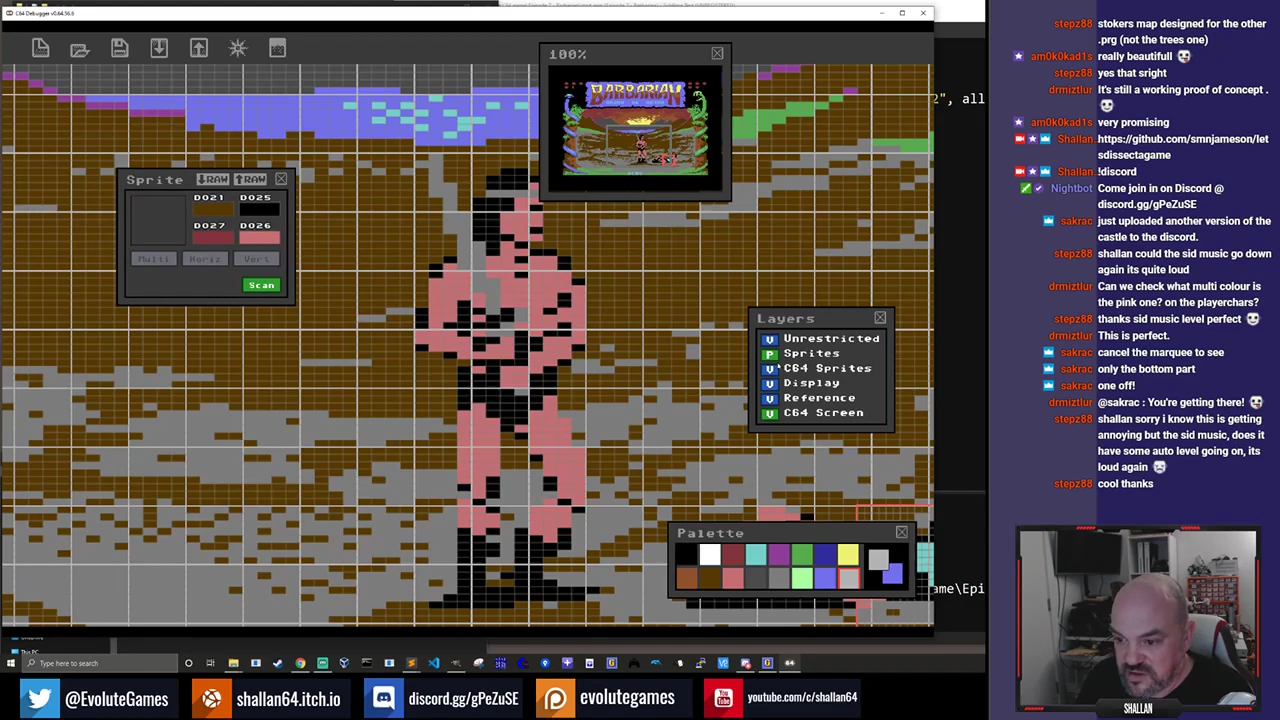 C64 Debugger v0.64.56.6
100%
BARBARIAN
Sprite
↓RAW
↑RAW
D021
D025
D027
D026
Multi
Horiz
Vert
Scan
Layers
V Unrestricted
P Sprites
V C64 Sprites
V Display
V Reference
V C64 Screen
Palette
2", all
ame\Epi
Type here to search
@EvoluteGames
shallan64.itch.io
discord.gg/gPeZuSE
evolutegames
youtube.com/c/shallan64
stepz88 stokers map designed for the other
.prg (not the trees one)
am0k0kad1s really beautifull
stepz88 yes that sright
drmiztlur It's still a working proof of concept .
am0k0kad1s very promising
Shallan https://github.com/smnjameson/let
sdissectagame
Shallan !discord
Nightbot Come join in on Discord @
discord.gg/gPeZuSE
sakrac just uploaded another version of the
castle to the discord.
stepz88 shallan could the sid music go down
again its quite loud
drmiztlur Can we check what multi colour is
the pink one? on the playerchars?
stepz88 thanks sid music level perfect
drmiztlur This is perfect.
sakrac cancel the marquee to see
sakrac only the bottom part
sakrac one off!
drmiztlur @sakrac : You're getting there!
stepz88 shallan sorry i know this is getting
annoying but the sid music, does it
have some auto level going on, its
loud again
stepz88 cool thanks
SHALLAN